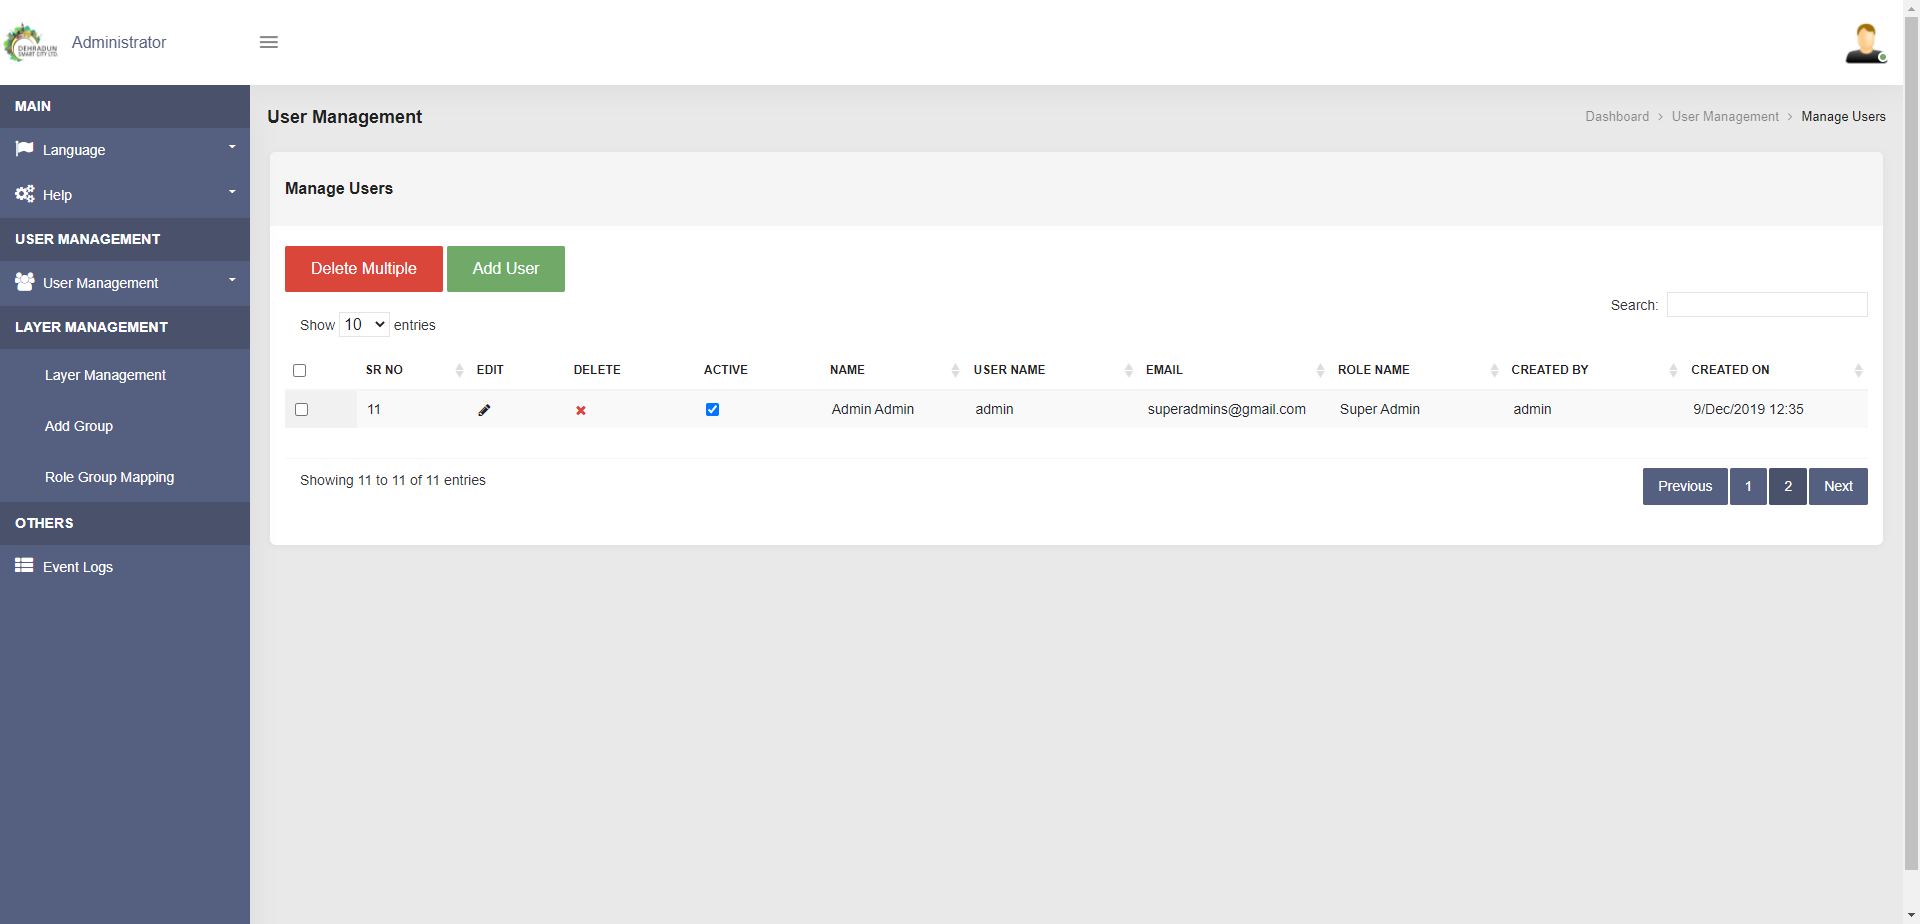 DEHRADUN
SMART CITY LTD.
Administrator
MAIN
Language
Help
USER MANAGEMENT
User Management
LAYER MANAGEMENT
Layer Management
Add Group
Role Group Mapping
OTHERS
Event Logs
User Management
Dashboard > User Management > Manage Users
Manage Users
Delete Multiple Add User
Search:
Show 10 entries
SR NO EDIT DELETE ACTIVE NAME USER NAME EMAIL ROLE NAME CREATED BY CREATED ON
11 Admin Admin admin superadmins@gmail.com Super Admin admin 9/Dec/2019 12:35
Showing 11 to 11 of 11 entries
Previous 1 2 Next